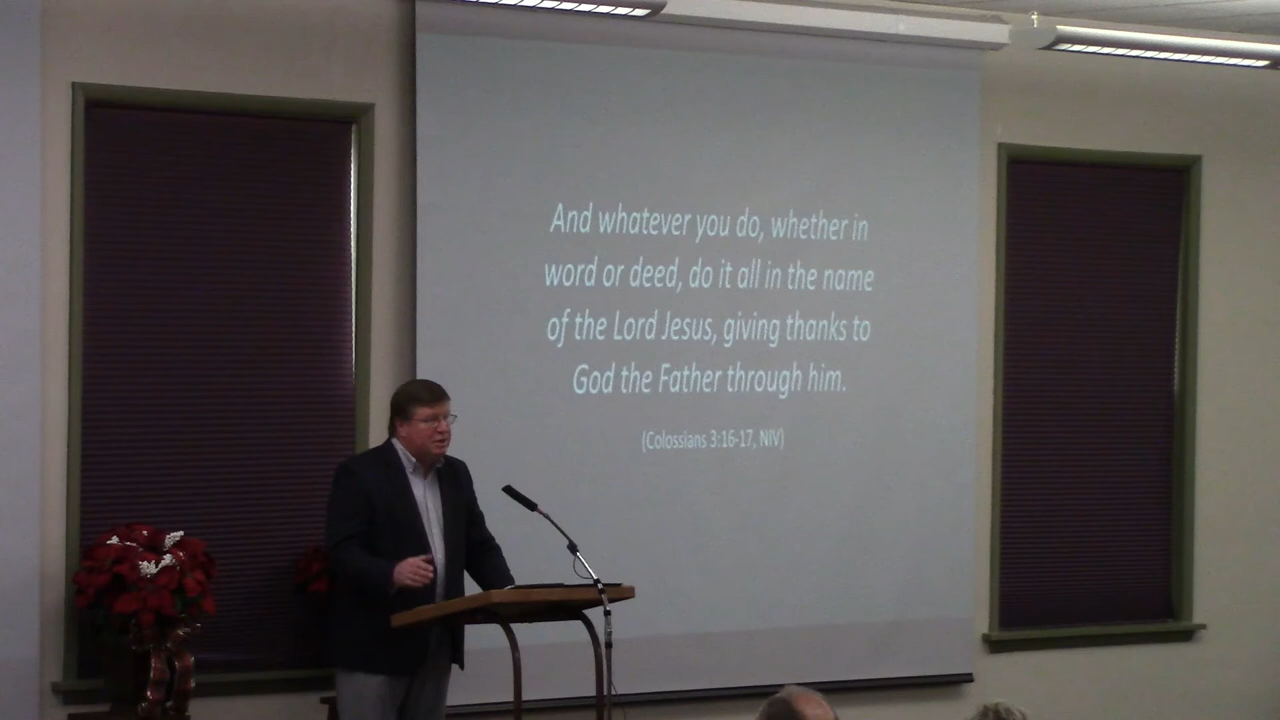 And whatever you do, whether in
word or deed, do it all in the name
of the Lord Jesus, giving thanks to
God the Father through him.
(Colossians 3:16-17, NIV)